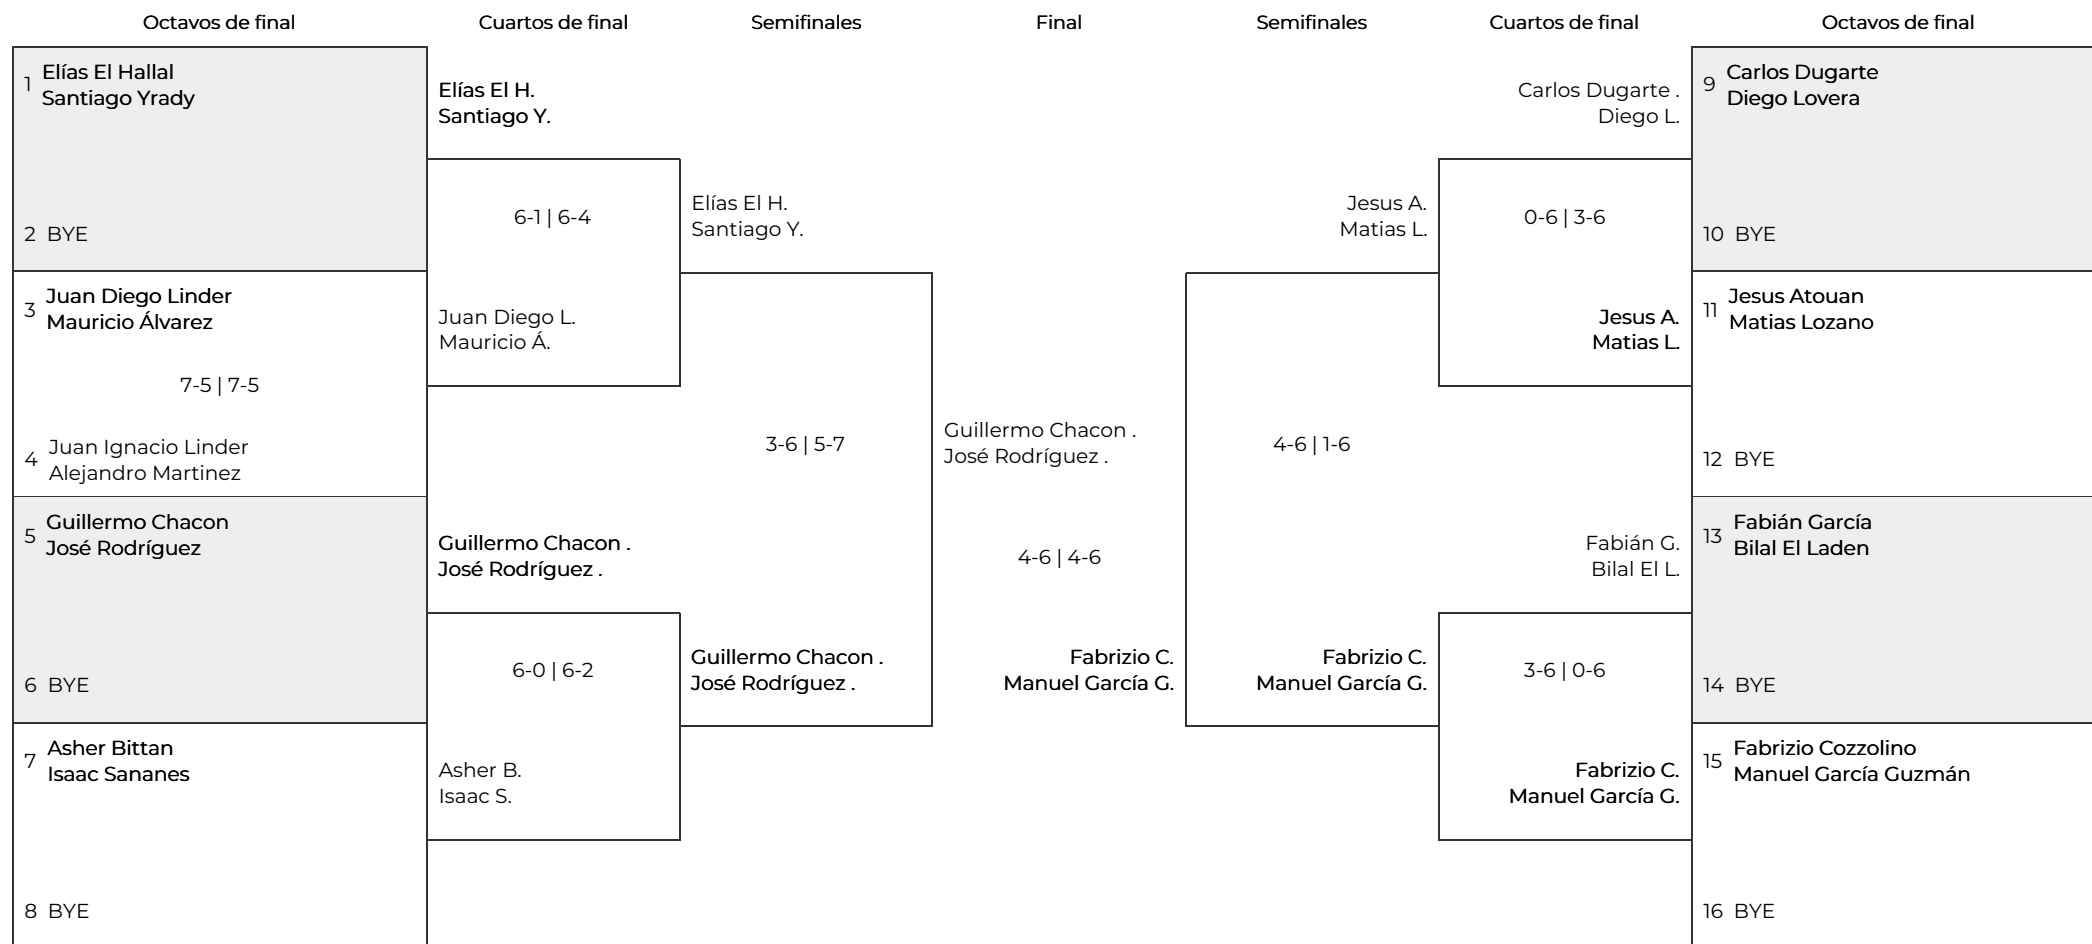 Octavos de final
Cuartos de final
Semifinales
Final
Semifinales
Cuartos de final
Octavos de final
1 Elías El Hallal
Santiago Yrady
2 BYE
3 Juan Diego Linder
Mauricio Álvarez
7-5 | 7-5
4 Juan Ignacio Linder
Alejandro Martinez
5 Guillermo Chacon
José Rodríguez
6 BYE
7 Asher Bittan
Isaac Sananes
8 BYE
Elías El H.
Santiago Y.
6-1 | 6-4
Juan Diego L.
Mauricio Á.
Guillermo Chacon .
José Rodríguez .
6-0 | 6-2
Asher B.
Isaac S.
Elías El H.
Santiago Y.
3-6 | 5-7
Guillermo Chacon .
José Rodríguez .
Guillermo Chacon .
José Rodríguez .
4-6 | 4-6
Fabrizio C.
Manuel García G.
Jesus A.
Matias L.
4-6 | 1-6
Fabrizio C.
Manuel García G.
Carlos Dugarte .
Diego L.
0-6 | 3-6
Jesus A.
Matias L.
Fabián G.
Bilal El L.
3-6 | 0-6
Fabrizio C.
Manuel García G.
9 Carlos Dugarte
Diego Lovera
10 BYE
11 Jesus Atouan
Matias Lozano
12 BYE
13 Fabián García
Bilal El Laden
14 BYE
15 Fabrizio Cozzolino
Manuel García Guzmán
16 BYE